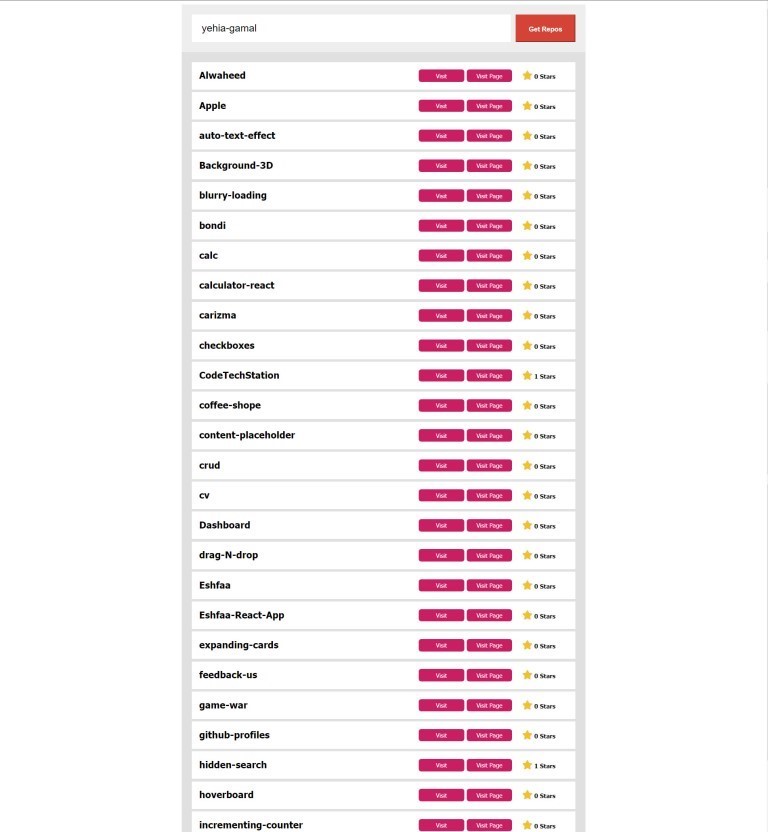 yehia-gamal Get Repos
Alwaheed Visit Visit Page 0 Stars
Apple Visit Visit Page 0 Stars
auto-text-effect Visit Visit Page 0 Stars
Background-3D Visit Visit Page 0 Stars
blurry-loading Visit Visit Page 0 Stars
bondi Visit Visit Page 0 Stars
calc Visit Visit Page 0 Stars
calculator-react Visit Visit Page 0 Stars
carizma Visit Visit Page 0 Stars
checkboxes Visit Visit Page 0 Stars
CodeTechStation Visit Visit Page 1 Stars
coffee-shope Visit Visit Page 0 Stars
content-placeholder Visit Visit Page 0 Stars
crud Visit Visit Page 0 Stars
cv Visit Visit Page 0 Stars
Dashboard Visit Visit Page 0 Stars
drag-N-drop Visit Visit Page 0 Stars
Eshfaa Visit Visit Page 0 Stars
Eshfaa-React-App Visit Visit Page 0 Stars
expanding-cards Visit Visit Page 0 Stars
feedback-us Visit Visit Page 0 Stars
game-war Visit Visit Page 0 Stars
github-profiles Visit Visit Page 0 Stars
hidden-search Visit Visit Page 1 Stars
hoverboard Visit Visit Page 0 Stars
incrementing-counter Visit Visit Page 0 Stars